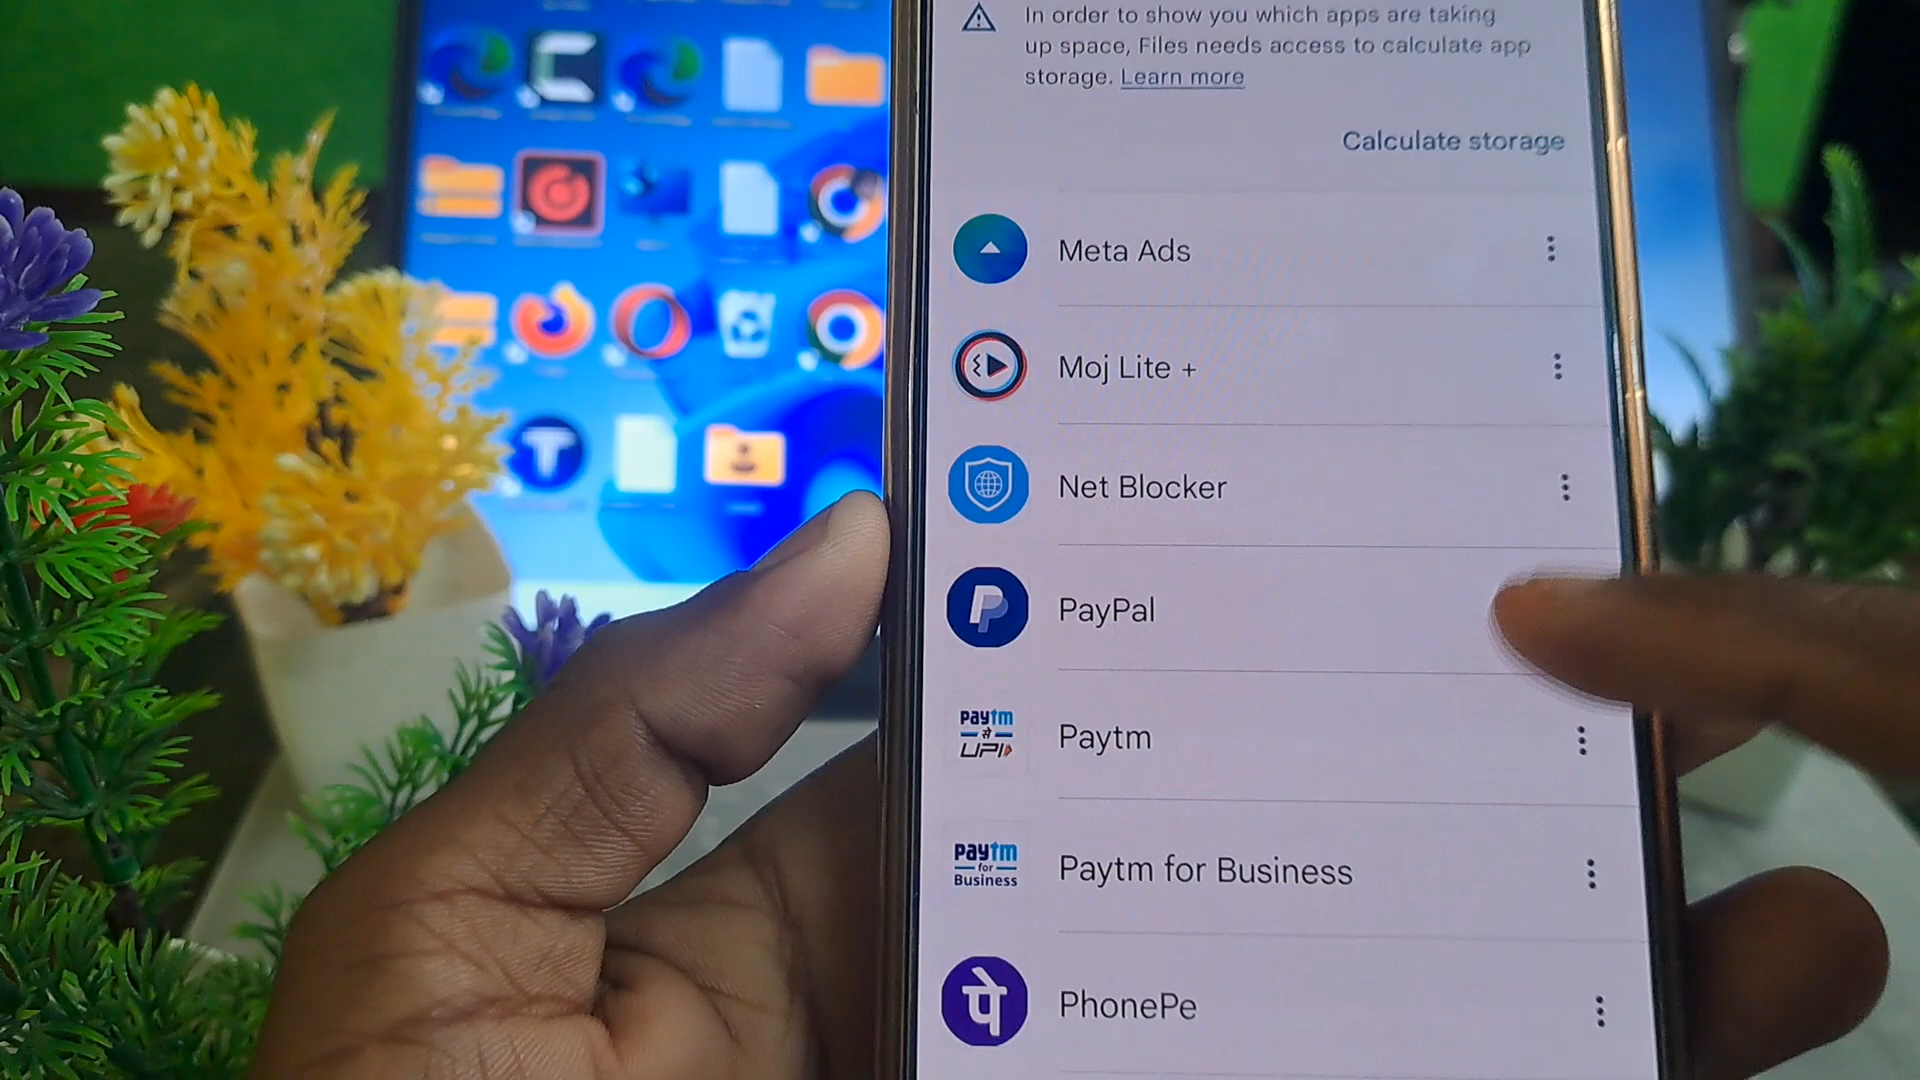 In order to show you which apps are taking
up space, Files needs access to calculate app
storage. Learn more
Calculate storage
Meta Ads
Moj Lite +
Net Blocker
PayPal
paytm
से
UPI
Paytm
paytm
for
Business
Paytm for Business
पे
PhonePe